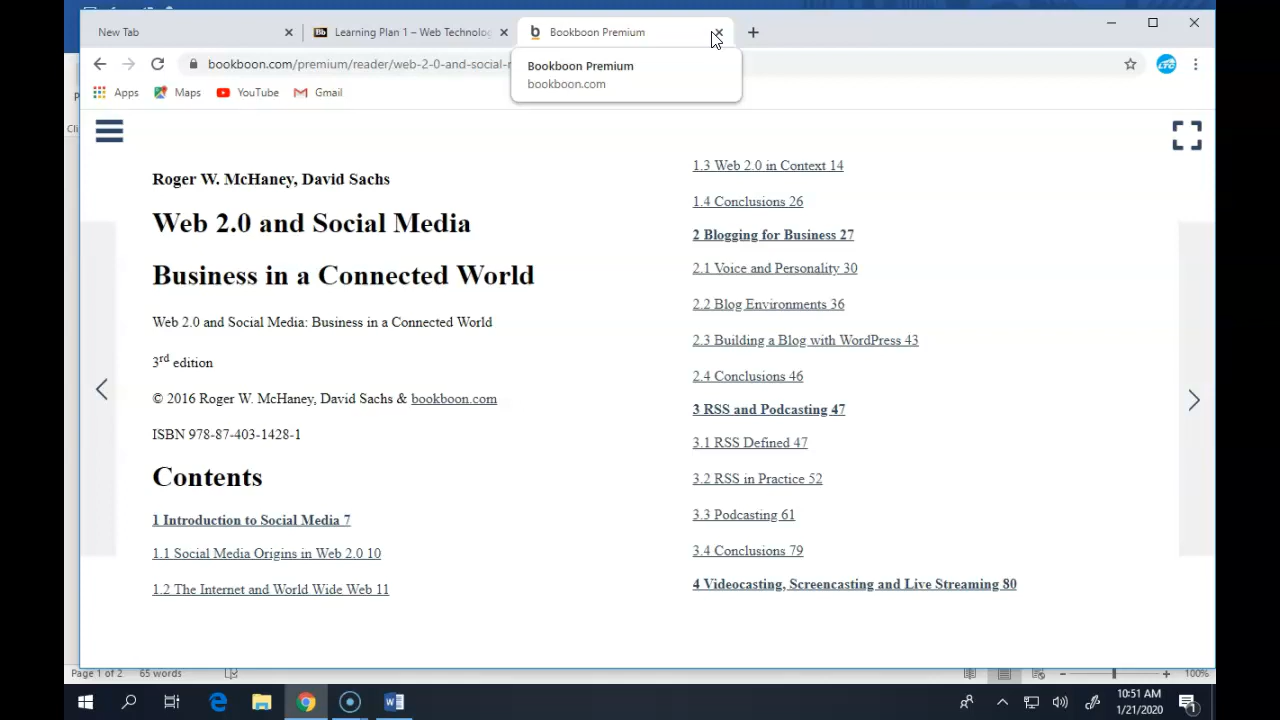 New Tab
Learning Plan 1 – Web Technolo
Bookboon Premium
bookboon.com/premium/reader/web-2-0-and-social-
Bookboon Premium
bookboon.com
Apps
Maps
YouTube
Gmail
Roger W. McHaney, David Sachs
Web 2.0 and Social Media
Business in a Connected World
Web 2.0 and Social Media: Business in a Connected World
3rd edition
© 2016 Roger W. McHaney, David Sachs & bookboon.com
ISBN 978-87-403-1428-1
Contents
1 Introduction to Social Media 7
1.1 Social Media Origins in Web 2.0 10
1.2 The Internet and World Wide Web 11
1.3 Web 2.0 in Context 14
1.4 Conclusions 26
2 Blogging for Business 27
2.1 Voice and Personality 30
2.2 Blog Environments 36
2.3 Building a Blog with WordPress 43
2.4 Conclusions 46
3 RSS and Podcasting 47
3.1 RSS Defined 47
3.2 RSS in Practice 52
3.3 Podcasting 61
3.4 Conclusions 79
4 Videocasting, Screencasting and Live Streaming 80
Page 1 of 2
65 words
100%
10:51 AM
1/21/2020